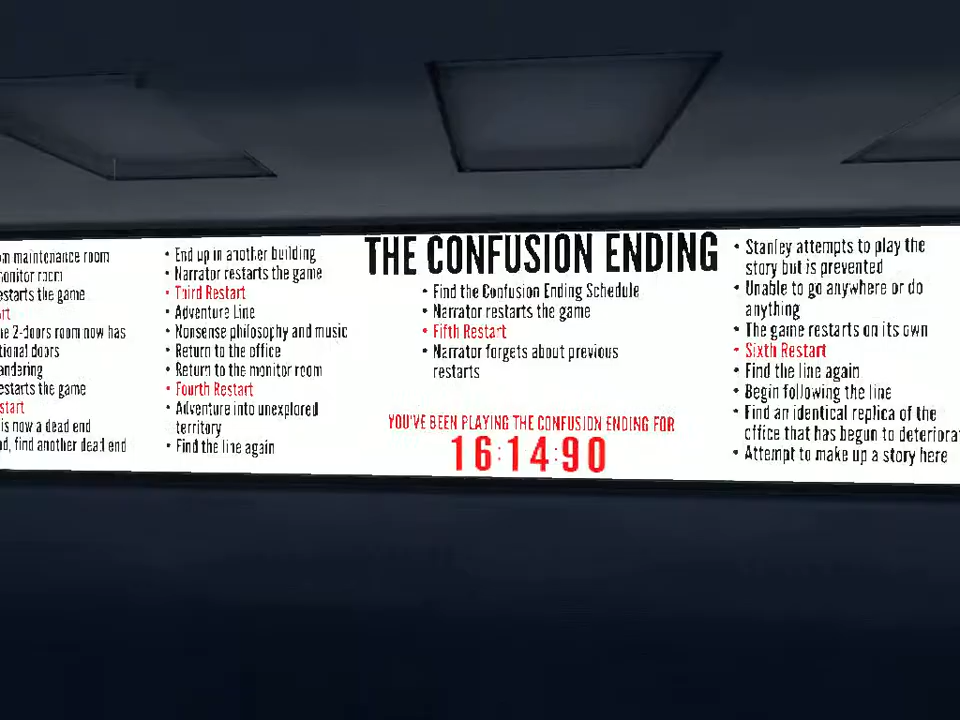 om maintenance room
monitor room
estarts the game
art
he 2-doors room now has
tional doors
andering
estarts the game
start
is now a dead end
nd, find another dead end
• End up in another building
• Narrator restarts the game
• Third Restart
• Adventure Line
• Nonsense philosophy and music
• Return to the office
• Return to the monitor room
• Fourth Restart
• Adventure into unexplored
territory
• Find the line again
THE CONFUSION ENDING
• Find the Confusion Ending Schedule
• Narrator restarts the game
• Fifth Restart
• Narrator forgets about previous
restarts
YOU'VE BEEN PLAYING THE CONFUSION ENDING FOR
16:14:90
• Stanley attempts to play the
story but is prevented
• Unable to go anywhere or do
anything
• The game restarts on its own
• Sixth Restart
• Find the line again
• Begin following the line
• Find an identical replica of the
office that has begun to deteriorat
• Attempt to make up a story here